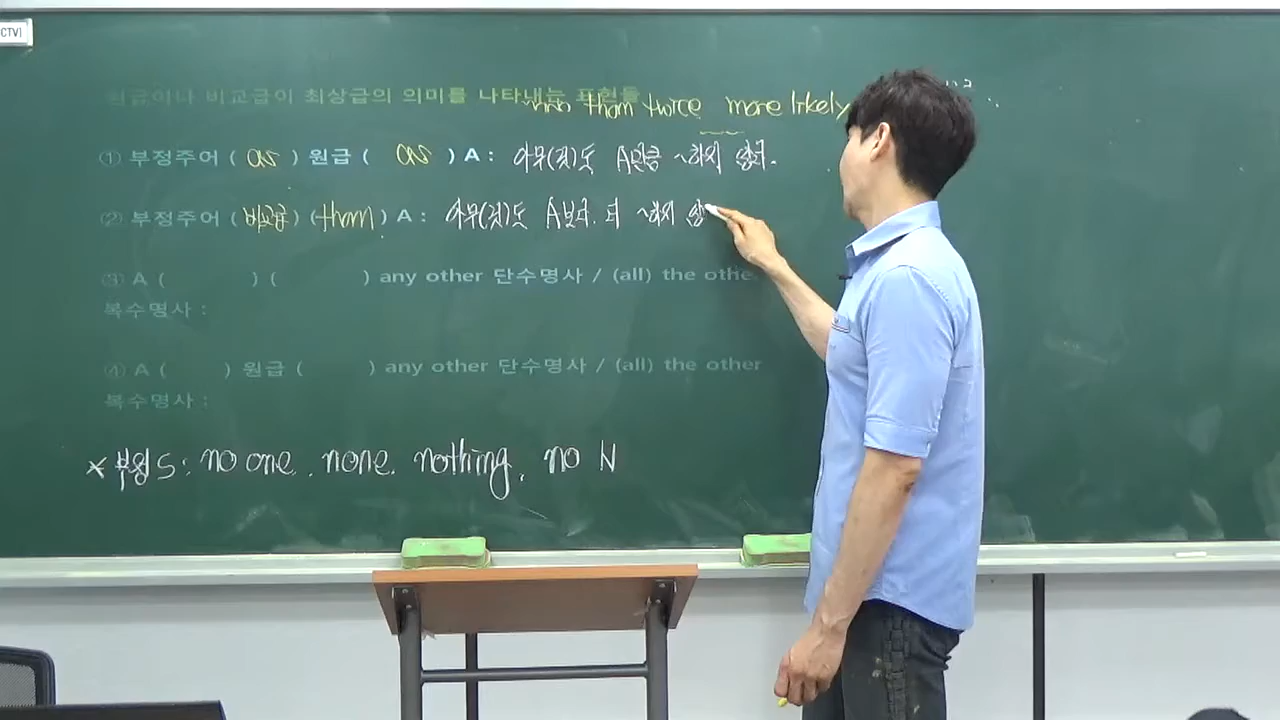 CTV)
원급이나 비교급이 최상급의 의미를 나타내는 표현들
than twice more likely
① 부정주어 ( as ) 원급 ( as ) A : 아무(것)도 A만큼 ~하지 않다.
② 부정주어 (비교급) (than) A : 아무(것)도 A보다 더 ~하지 않
③ A ( ) ( ) any other 단수명사 / (all) the othe
복수명사 :
④ A ( ) 원급 ( ) any other 단수명사 / (all) the other
복수명사 :
* 부정 S : no one, none, nothing, no N